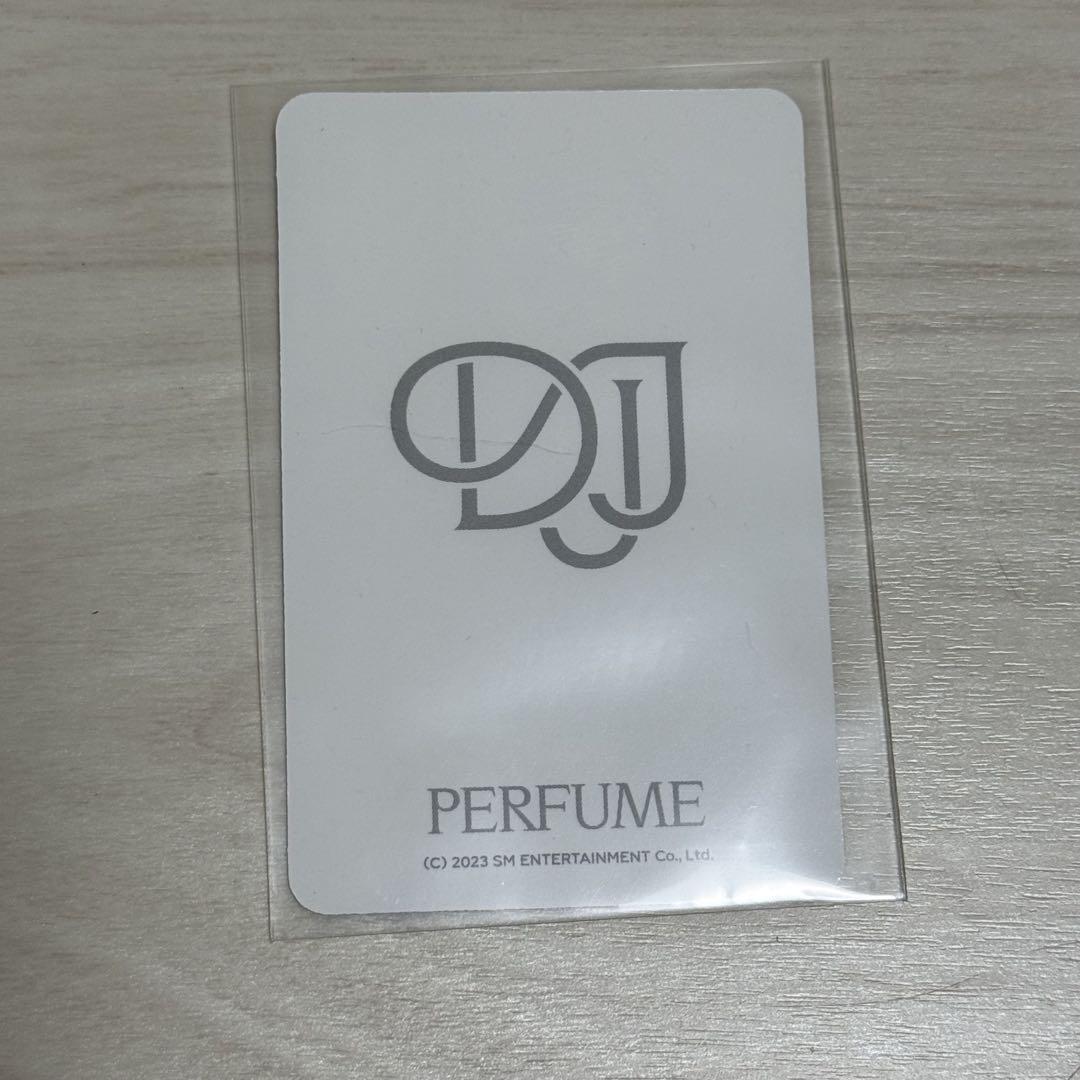 DJJ
PERFUME
(C) 2023 SM ENTERTAINMENT Co., Ltd.